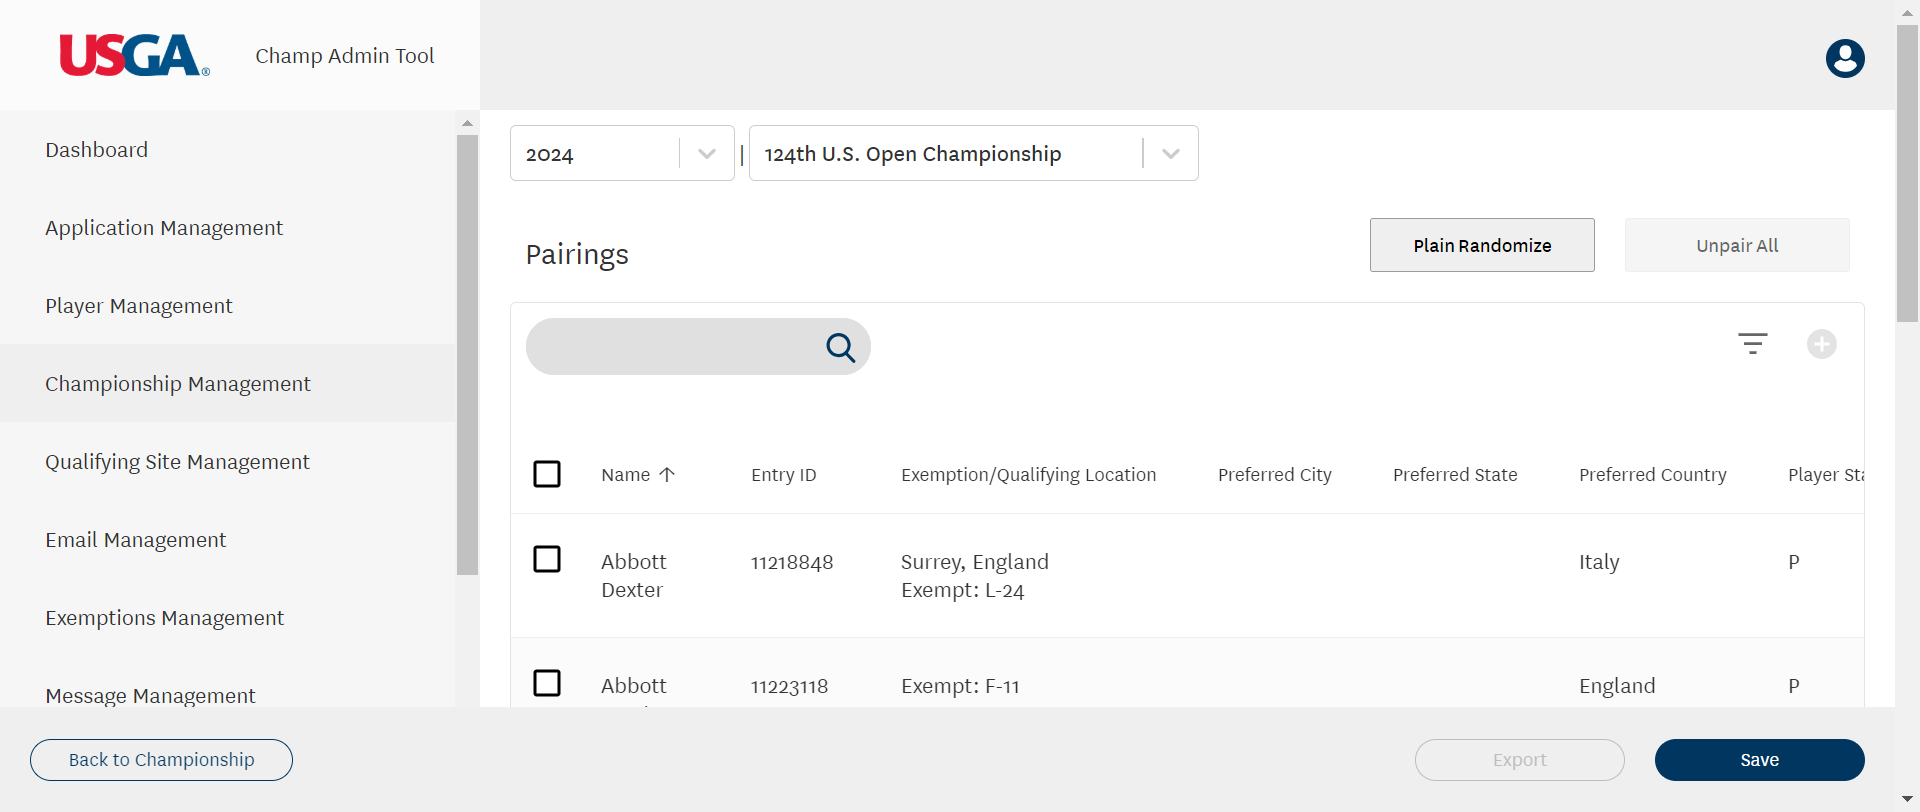 USGA®
Champ Admin Tool
Dashboard
Application Management
Player Management
Championship Management
Qualifying Site Management
Email Management
Exemptions Management
Message Management
Back to Championship
2024 | 124th U.S. Open Championship
Pairings
Plain Randomize
Unpair All
Name Entry ID Exemption/Qualifying Location Preferred City Preferred State Preferred Country Player Sta
Abbott 11218848 Surrey, England Italy P
Dexter Exempt: L-24
Abbott 11223118 Exempt: F-11 England P
Export
Save